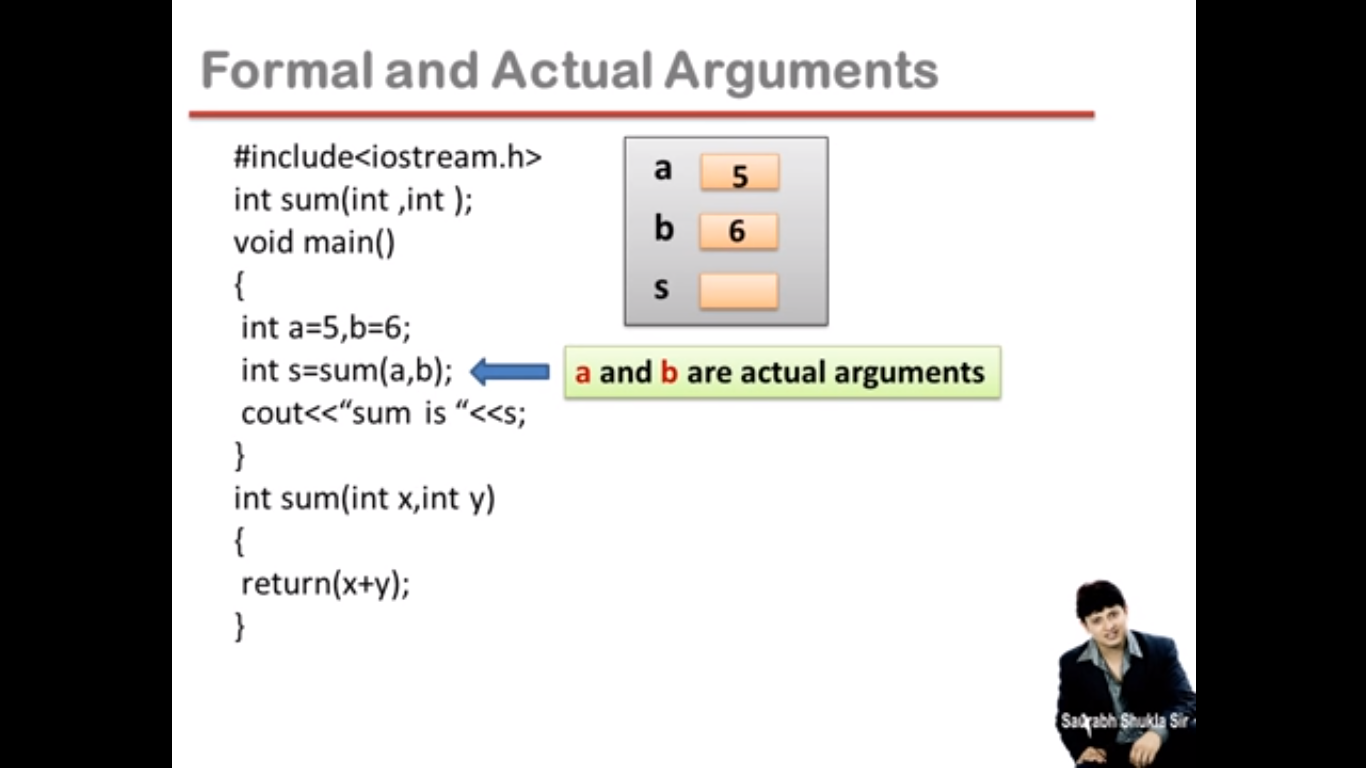 Formal and Actual Arguments
#include<iostream.h>
int sum(int ,int );
void main()
{
int a=5,b=6;
int s=sum(a,b);
cout<<“sum is “<<s;
}
int sum(int x,int y)
{
return(x+y);
}
a 5
b 6
s
a and b are actual arguments
Saurabh Shukla Sir